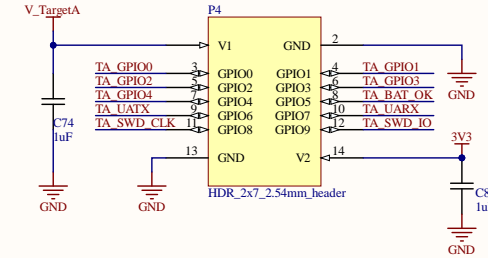 V_TargetA
P4
V1 GND 2
TA_GPIO0 3 GPIO0 GPIO1 4 TA_GPIO1
TA_GPIO2 5 GPIO2 GPIO3 6 TA_GPIO3
TA_GPIO4 7 GPIO4 GPIO5 8 TA_BAT_OK
TA_UATX 9 GPIO6 GPIO7 10 TA_UARX
TA_SWD_CLK 11 GPIO8 GPIO9 12 TA_SWD_IO
GND
C74
1uF
3V3
13 GND V2 14
HDR_2x7_2.54mm_header
C8
1u
GND
GND
GND